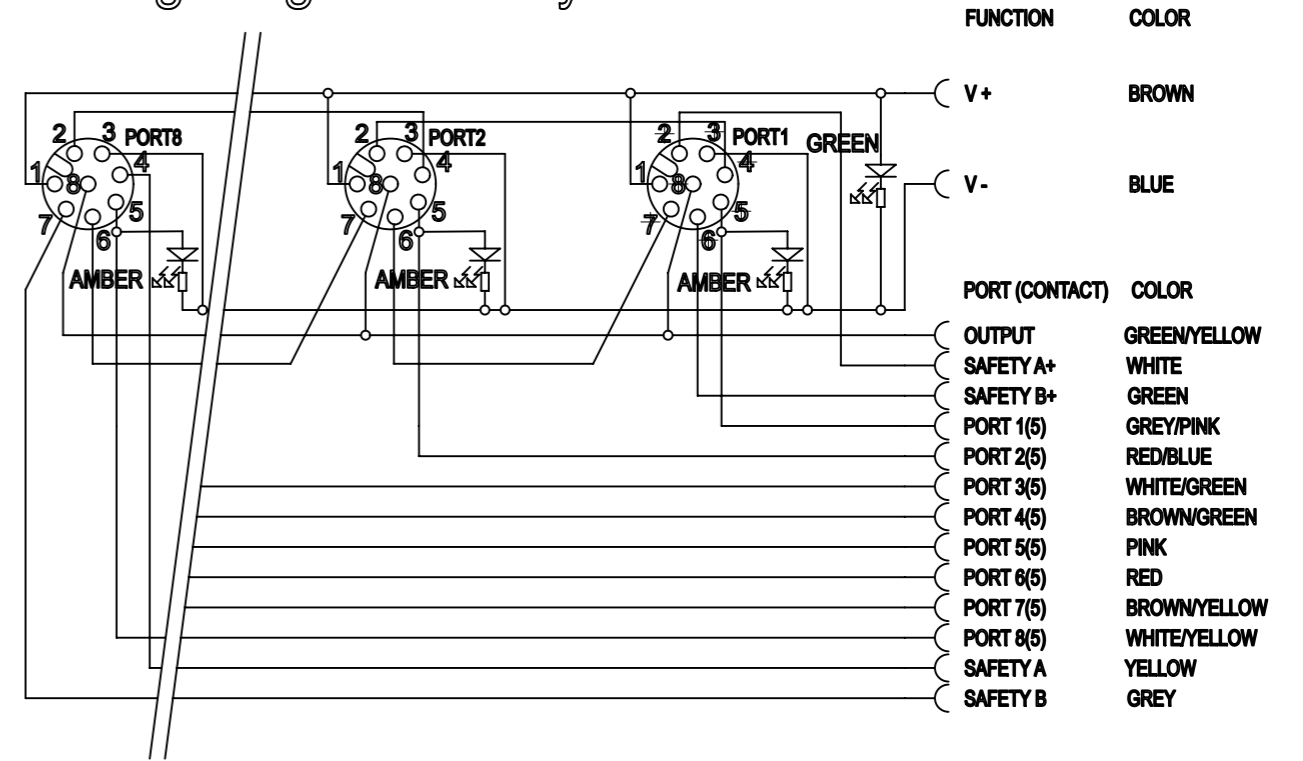 FUNCTION COLOR
V + BROWN
2 3 PORT8 2 3 PORT2 2 3 PORT1 GREEN
1 8 4 1 8 4 1 8 4
V - BLUE
7 6 5 7 6 5 7 6 5
AMBER AMBER AMBER
PORT (CONTACT) COLOR
OUTPUT GREEN/YELLOW
SAFETY A+ WHITE
SAFETY B+ GREEN
PORT 1(5) GREY/PINK
PORT 2(5) RED/BLUE
PORT 3(5) WHITE/GREEN
PORT 4(5) BROWN/GREEN
PORT 5(5) PINK
PORT 6(5) RED
PORT 7(5) BROWN/YELLOW
PORT 8(5) WHITE/YELLOW
SAFETY A YELLOW
SAFETY B GREY